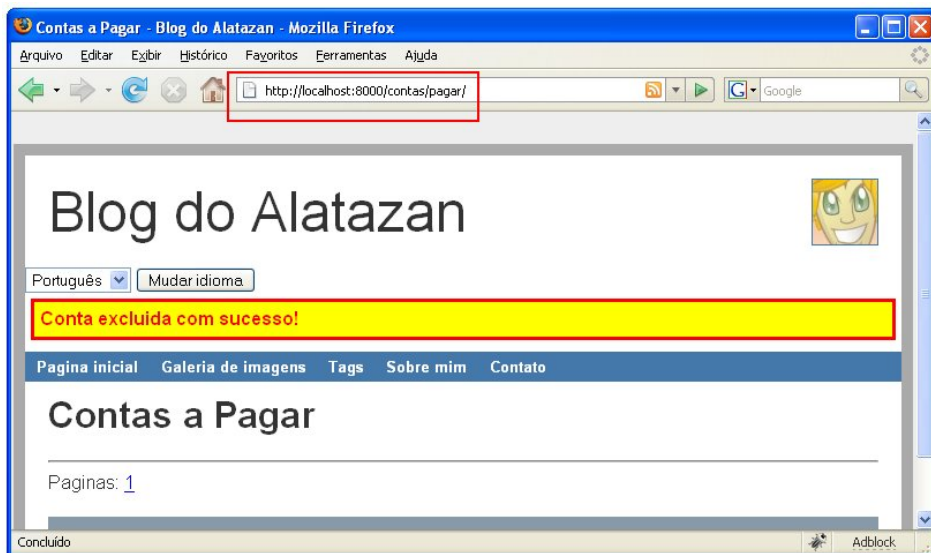 Contas a Pagar - Blog do Alatazan - Mozilla Firefox
Arquivo Editar Exibir Histórico Favoritos Ferramentas Ajuda
http://localhost:8000/contas/pagar/ G Google
Blog do Alatazan
Português Mudar idioma
Conta excluida com sucesso!
Pagina inicial Galeria de imagens Tags Sobre mim Contato
Contas a Pagar
Paginas: 1
Concluído Adblock